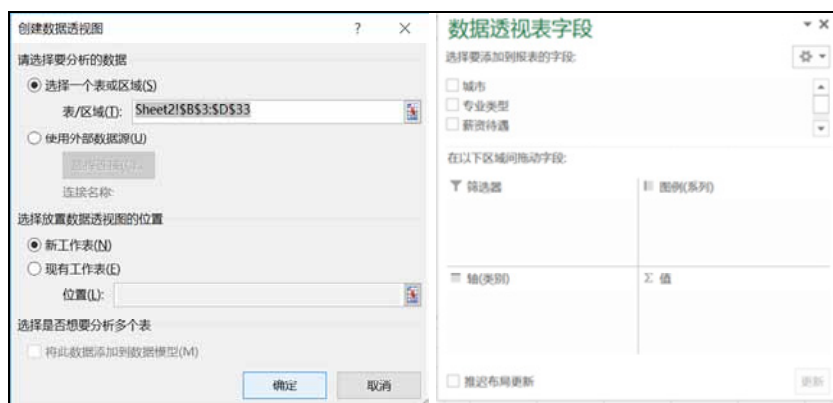 创建数据透视图
?
×
请选择要分析的数据
选择一个表或区域(S)
表/区域(T): Sheet2!$B$3:$D$33
使用外部数据源(U)
选择连接(C)...
连接名称:
选择放置数据透视图的位置
新工作表(N)
现有工作表(E)
位置(L):
选择是否想要分析多个表
将此数据添加到数据模型(M)
确定
取消
数据透视表字段
×
选择要添加到报表的字段:
城市
专业类型
薪资待遇
在以下区域间拖动字段:
筛选器
图例(系列)
轴(类别)
Σ 值
推迟布局更新
更新